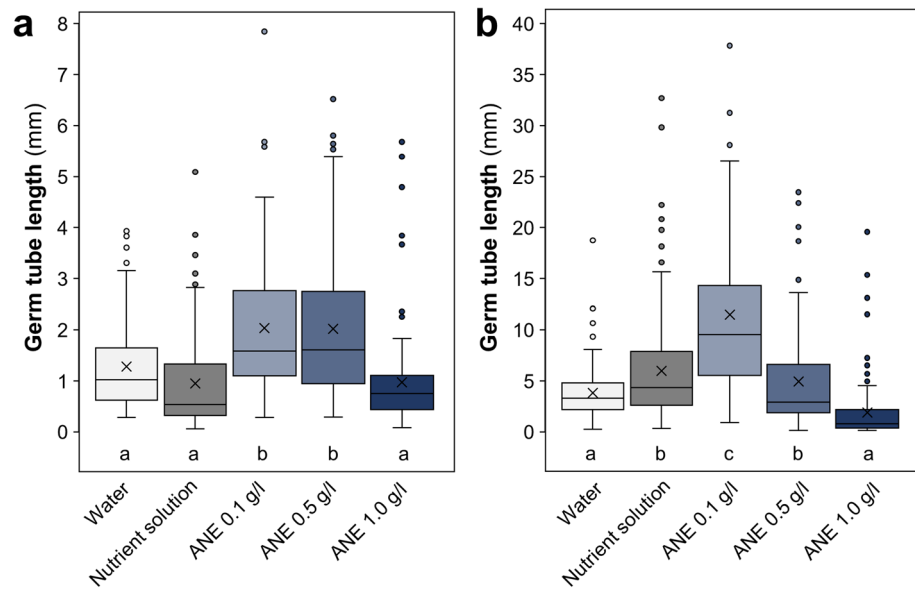 a
Germ tube length (mm)
8
7
6
5
4
3
2
1
0
a a b b a
Water
Nutrient solution
ANE 0.1 g/l
ANE 0.5 g/l
ANE 1.0 g/l
b
Germ tube length (mm)
40
35
30
25
20
15
10
5
0
a b c b a
Water
Nutrient solution
ANE 0.1 g/l
ANE 0.5 g/l
ANE 1.0 g/l